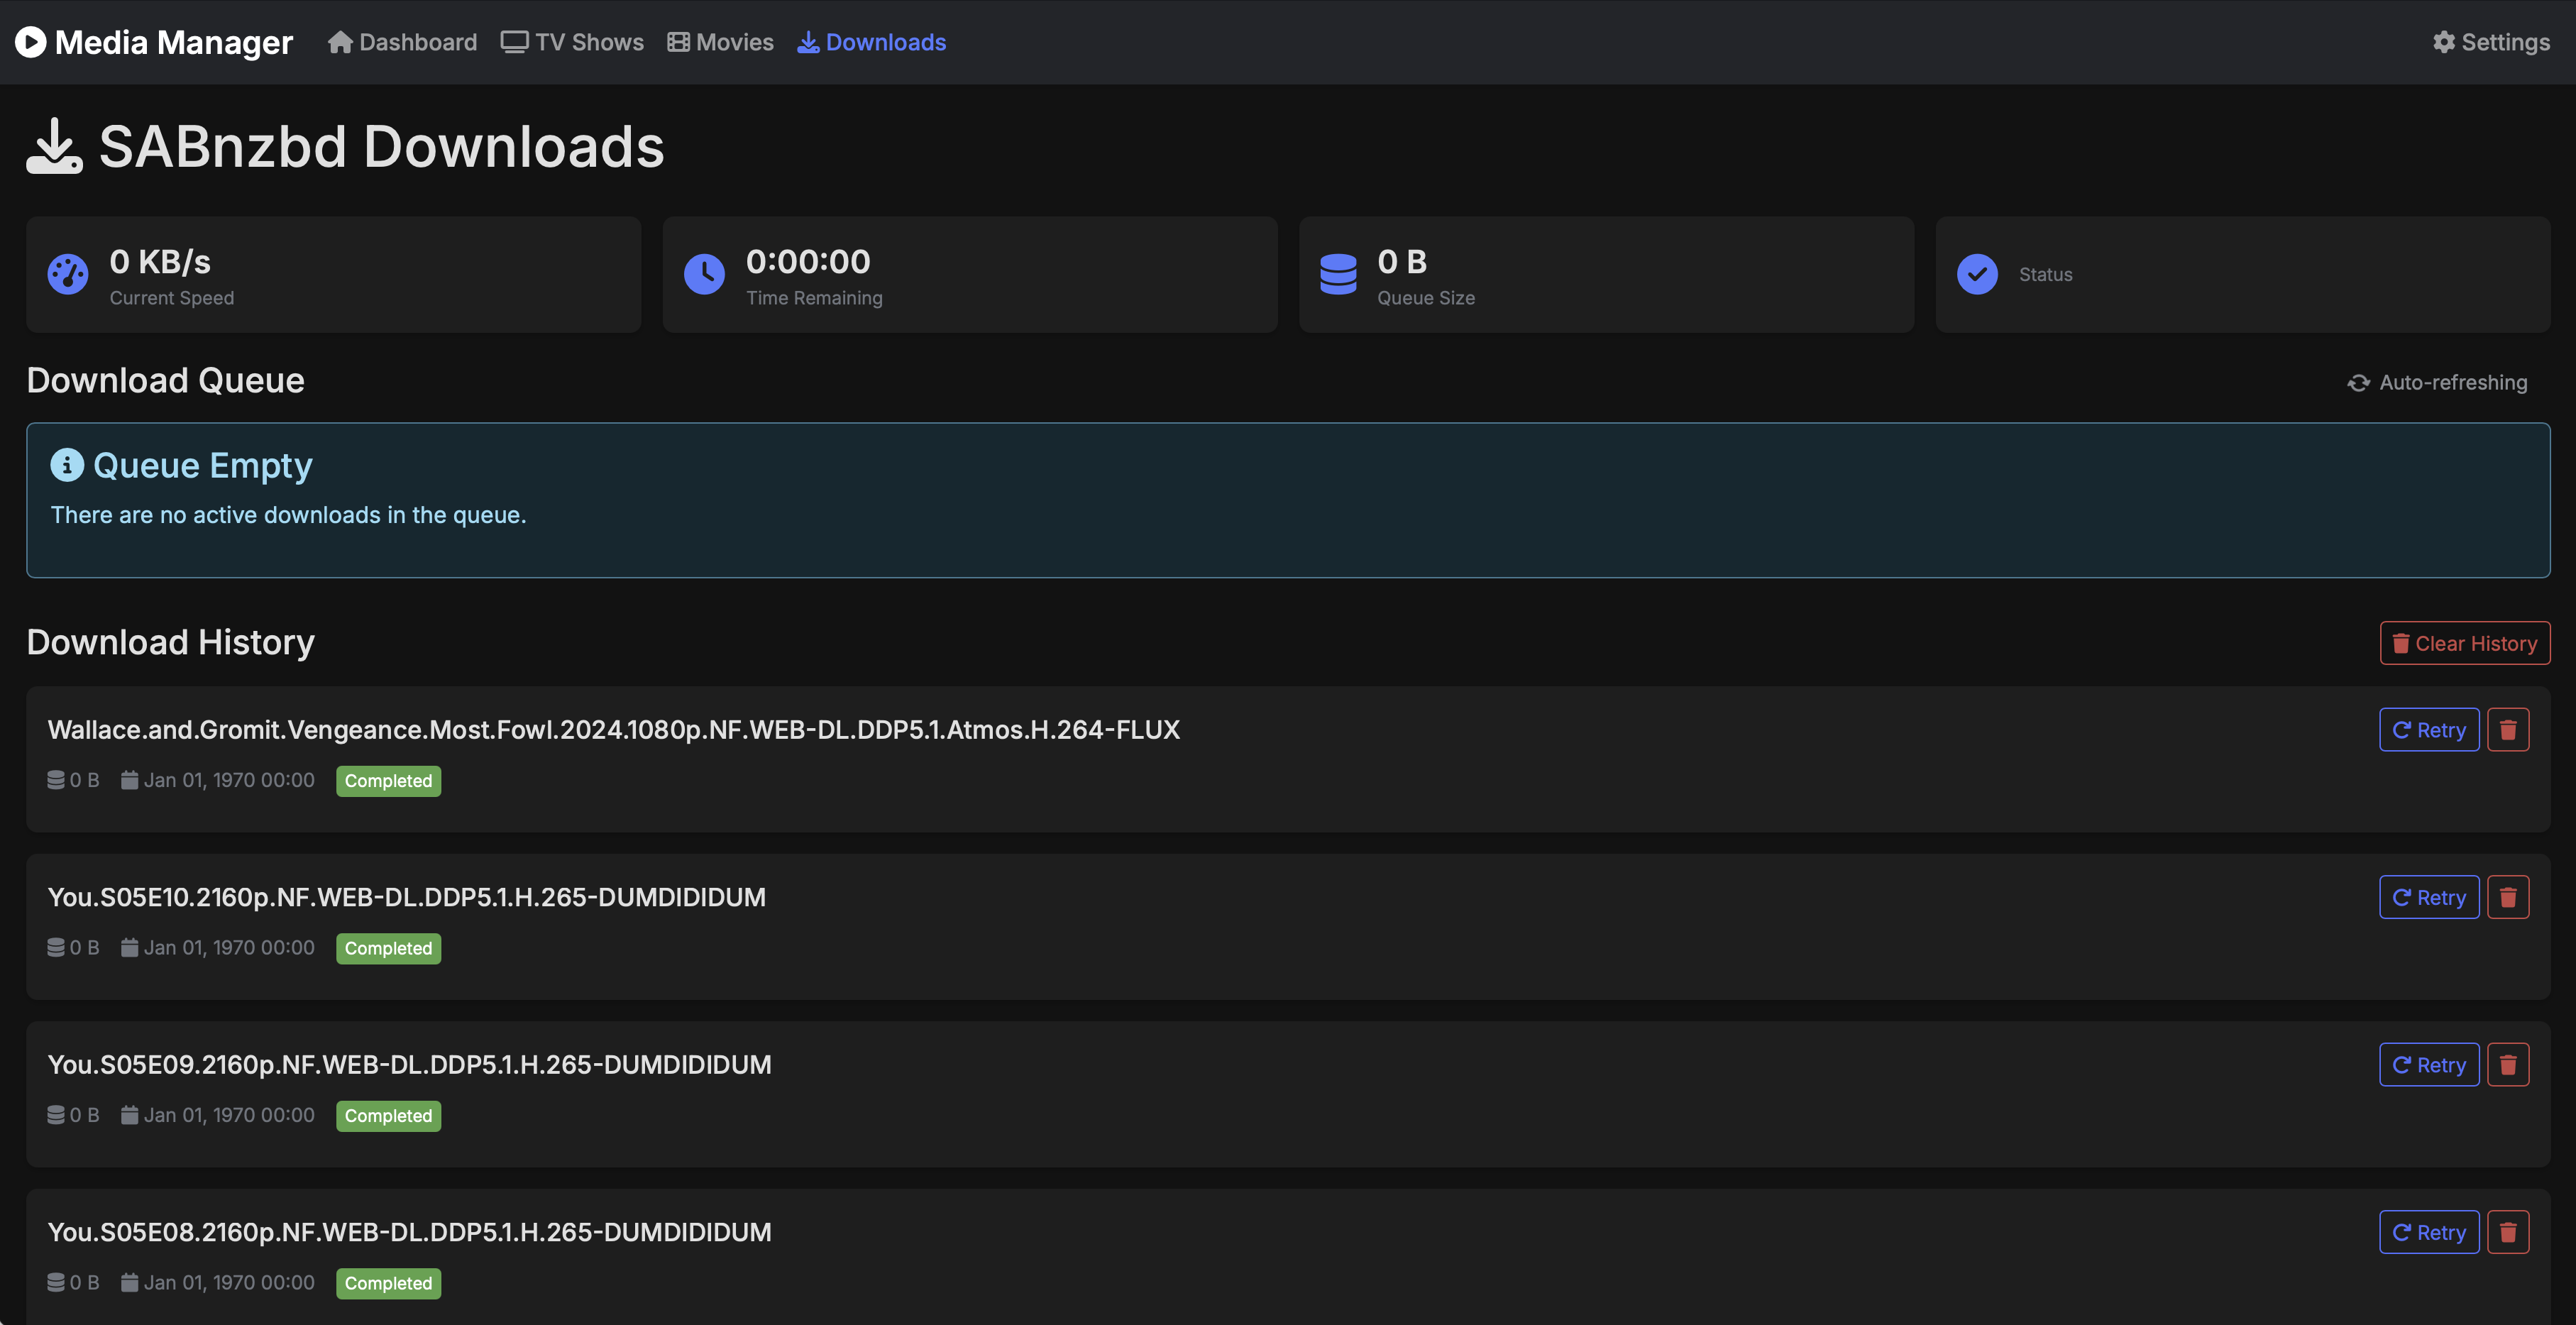 Media Manager Dashboard TV Shows Movies Downloads Settings
SABnzbd Downloads
0 KB/s
Current Speed
0:00:00
Time Remaining
0 B
Queue Size
Status
Download Queue
Auto-refreshing
Queue Empty
There are no active downloads in the queue.
Download History
Clear History
Wallace.and.Gromit.Vengeance.Most.Fowl.2024.1080p.NF.WEB-DL.DDP5.1.Atmos.H.264-FLUX
Retry
0 B Jan 01, 1970 00:00 Completed
You.S05E10.2160p.NF.WEB-DL.DDP5.1.H.265-DUMDIDIDUM
Retry
0 B Jan 01, 1970 00:00 Completed
You.S05E09.2160p.NF.WEB-DL.DDP5.1.H.265-DUMDIDIDUM
Retry
0 B Jan 01, 1970 00:00 Completed
You.S05E08.2160p.NF.WEB-DL.DDP5.1.H.265-DUMDIDIDUM
Retry
0 B Jan 01, 1970 00:00 Completed